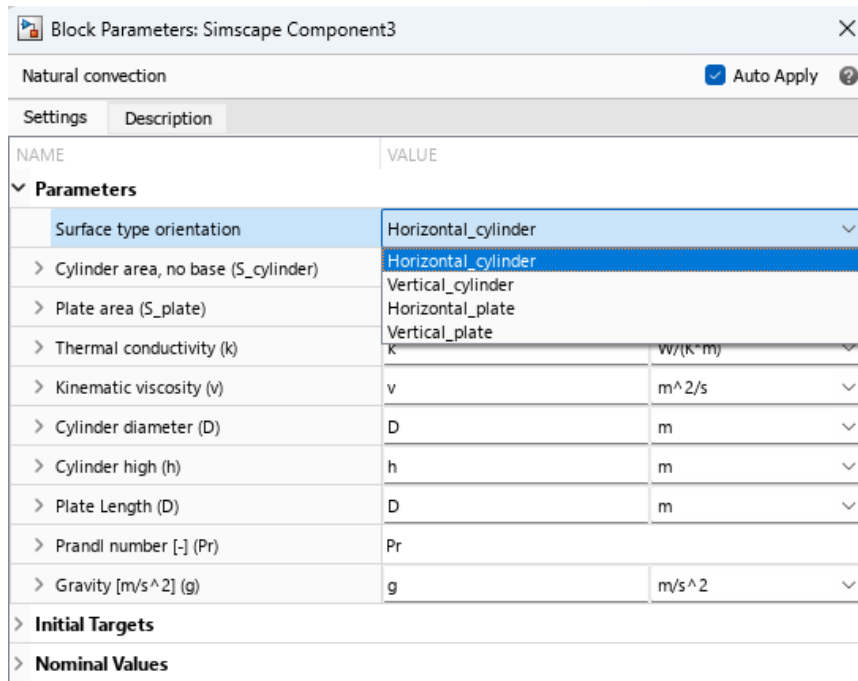 Block Parameters: Simscape Component3
Natural convection Auto Apply
Settings Description
NAME VALUE
Parameters
Surface type orientation Horizontal_cylinder
Horizontal_cylinder
Cylinder area, no base (S_cylinder)
Vertical_cylinder
Plate area (S_plate) Horizontal_plate
Vertical_plate
Thermal conductivity (k) k W/(K*m)
Kinematic viscosity (v) v m^2/s
Cylinder diameter (D) D m
Cylinder high (h) h m
Plate Length (D) D m
Prandl number [-] (Pr) Pr
Gravity [m/s^2] (g) g m/s^2
Initial Targets
Nominal Values